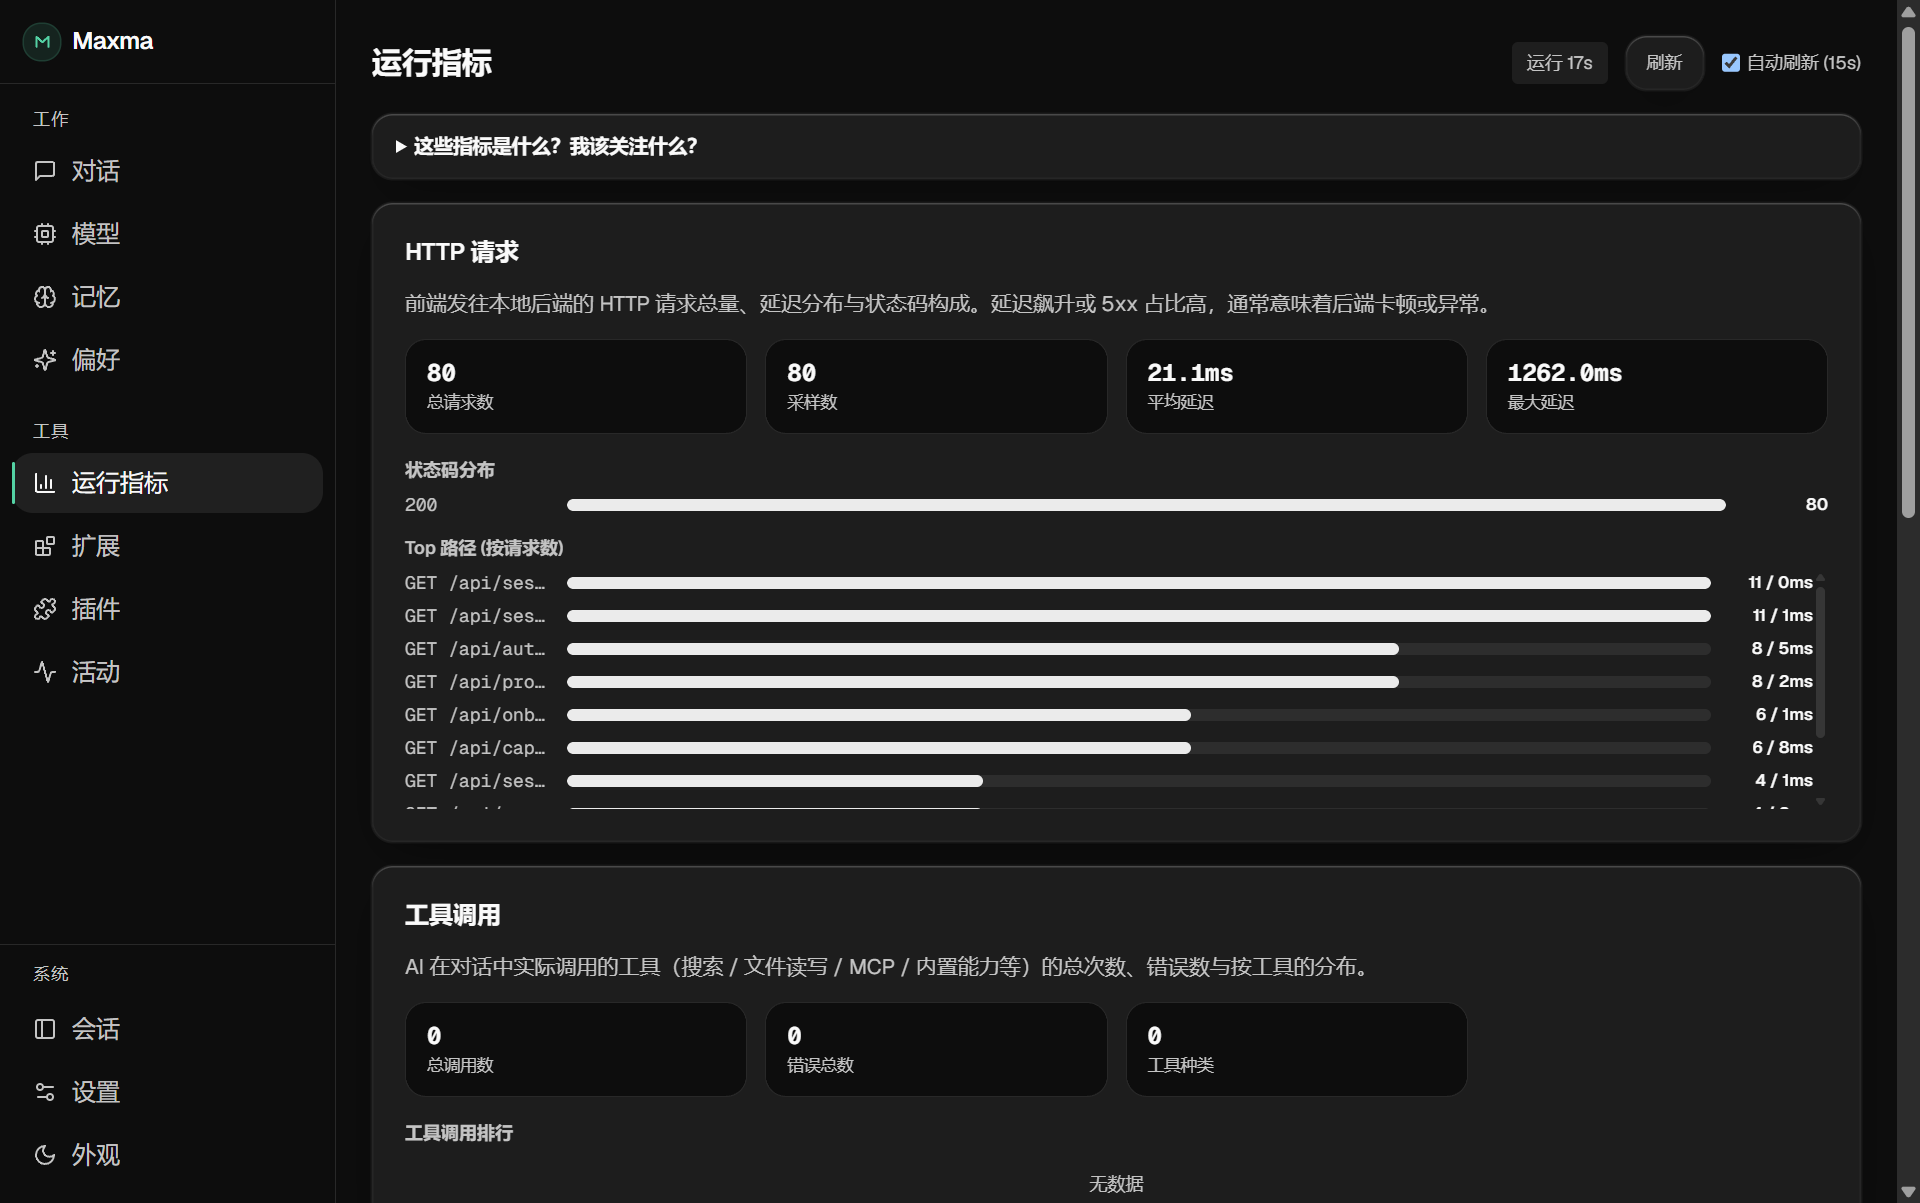 Maxma
工作
对话
模型
记忆
偏好
工具
运行指标
扩展
插件
活动
系统
会话
设置
外观
运行指标
运行 17s
刷新
自动刷新 (15s)
这些指标是什么？我该关注什么？
HTTP 请求
前端发往本地后端的 HTTP 请求总量、延迟分布与状态码构成。延迟飙升或 5xx 占比高，通常意味着后端卡顿或异常。
80
总请求数
80
采样数
21.1ms
平均延迟
1262.0ms
最大延迟
状态码分布
200 80
Top 路径 (按请求数)
GET /api/ses… 11 / 0ms
GET /api/ses… 11 / 1ms
GET /api/aut… 8 / 5ms
GET /api/pro… 8 / 2ms
GET /api/onb… 6 / 1ms
GET /api/cap… 6 / 8ms
GET /api/ses… 4 / 1ms
工具调用
AI 在对话中实际调用的工具（搜索 / 文件读写 / MCP / 内置能力等）的总次数、错误数与按工具的分布。
0
总调用数
0
错误总数
0
工具种类
工具调用排行
无数据